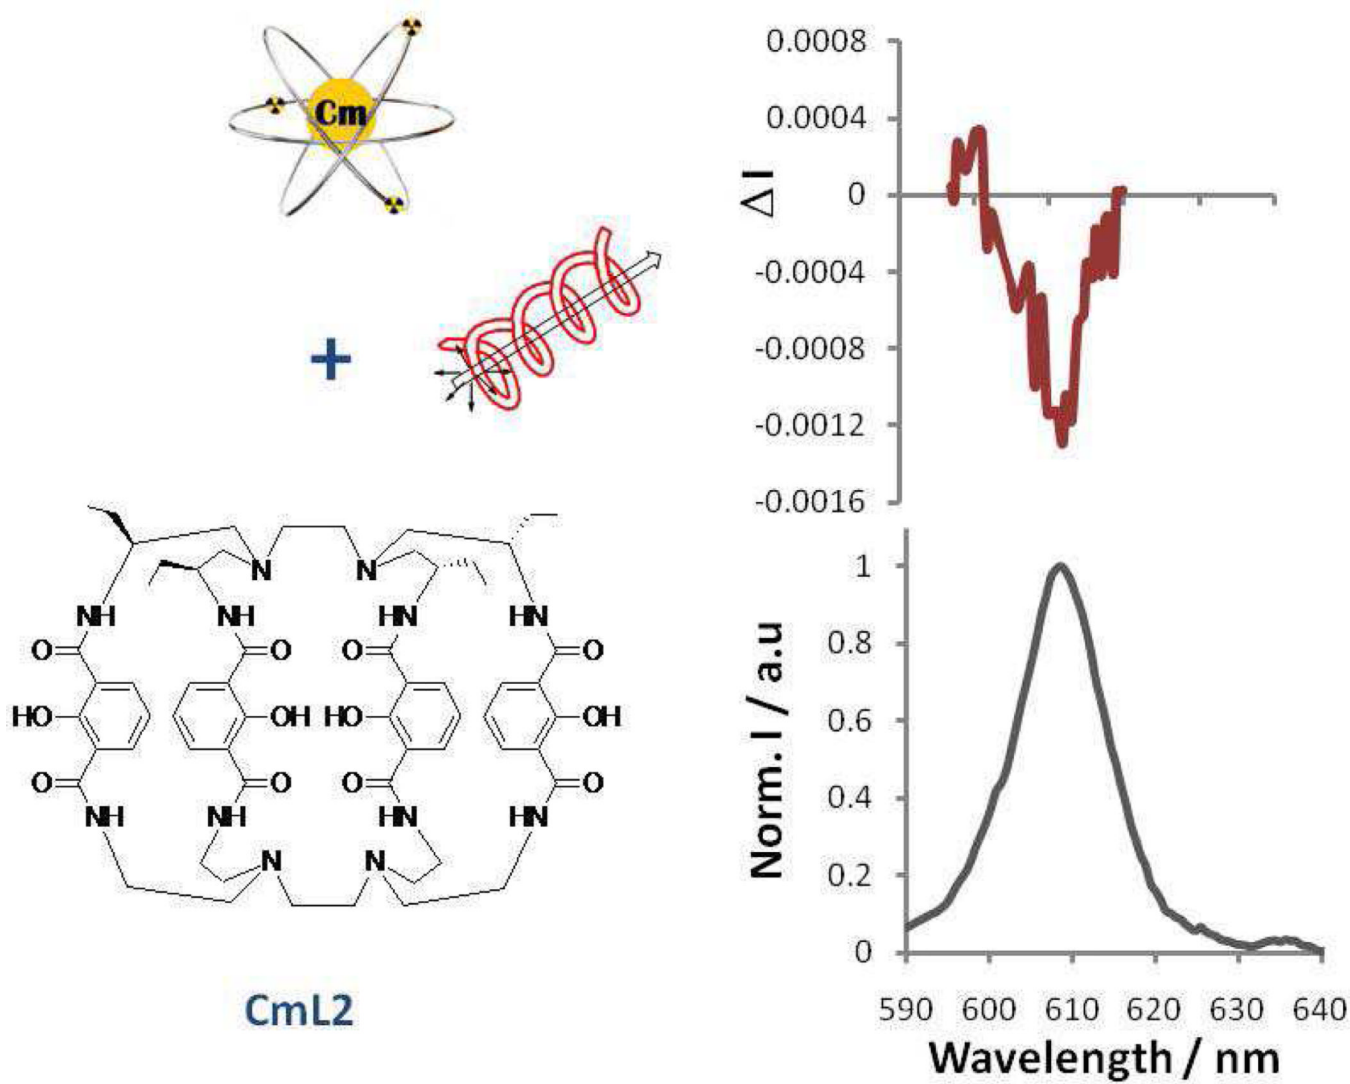 Cm
+
N N
NH NH HN HN
O O O O
HO OH HO OH
O O O O
NH NH HN HN
N N
CmL2
0.0008
0.0004
0
-0.0004
-0.0008
-0.0012
-0.0016
Δ I
1
0.8
0.6
0.4
0.2
0
Norm. I / a.u
590 600 610 620 630 640
Wavelength / nm